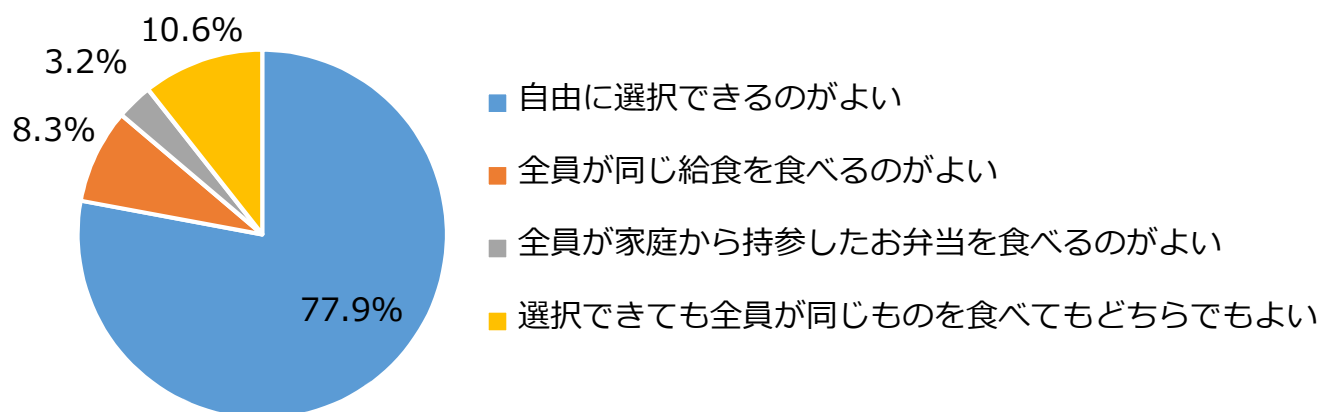 10.6%
3.2%
8.3%
77.9%
自由に選択できるのがよい
全員が同じ給食を食べるのがよい
全員が家庭から持参したお弁当を食べるのがよい
選択できても全員が同じものを食べてもどちらでもよい